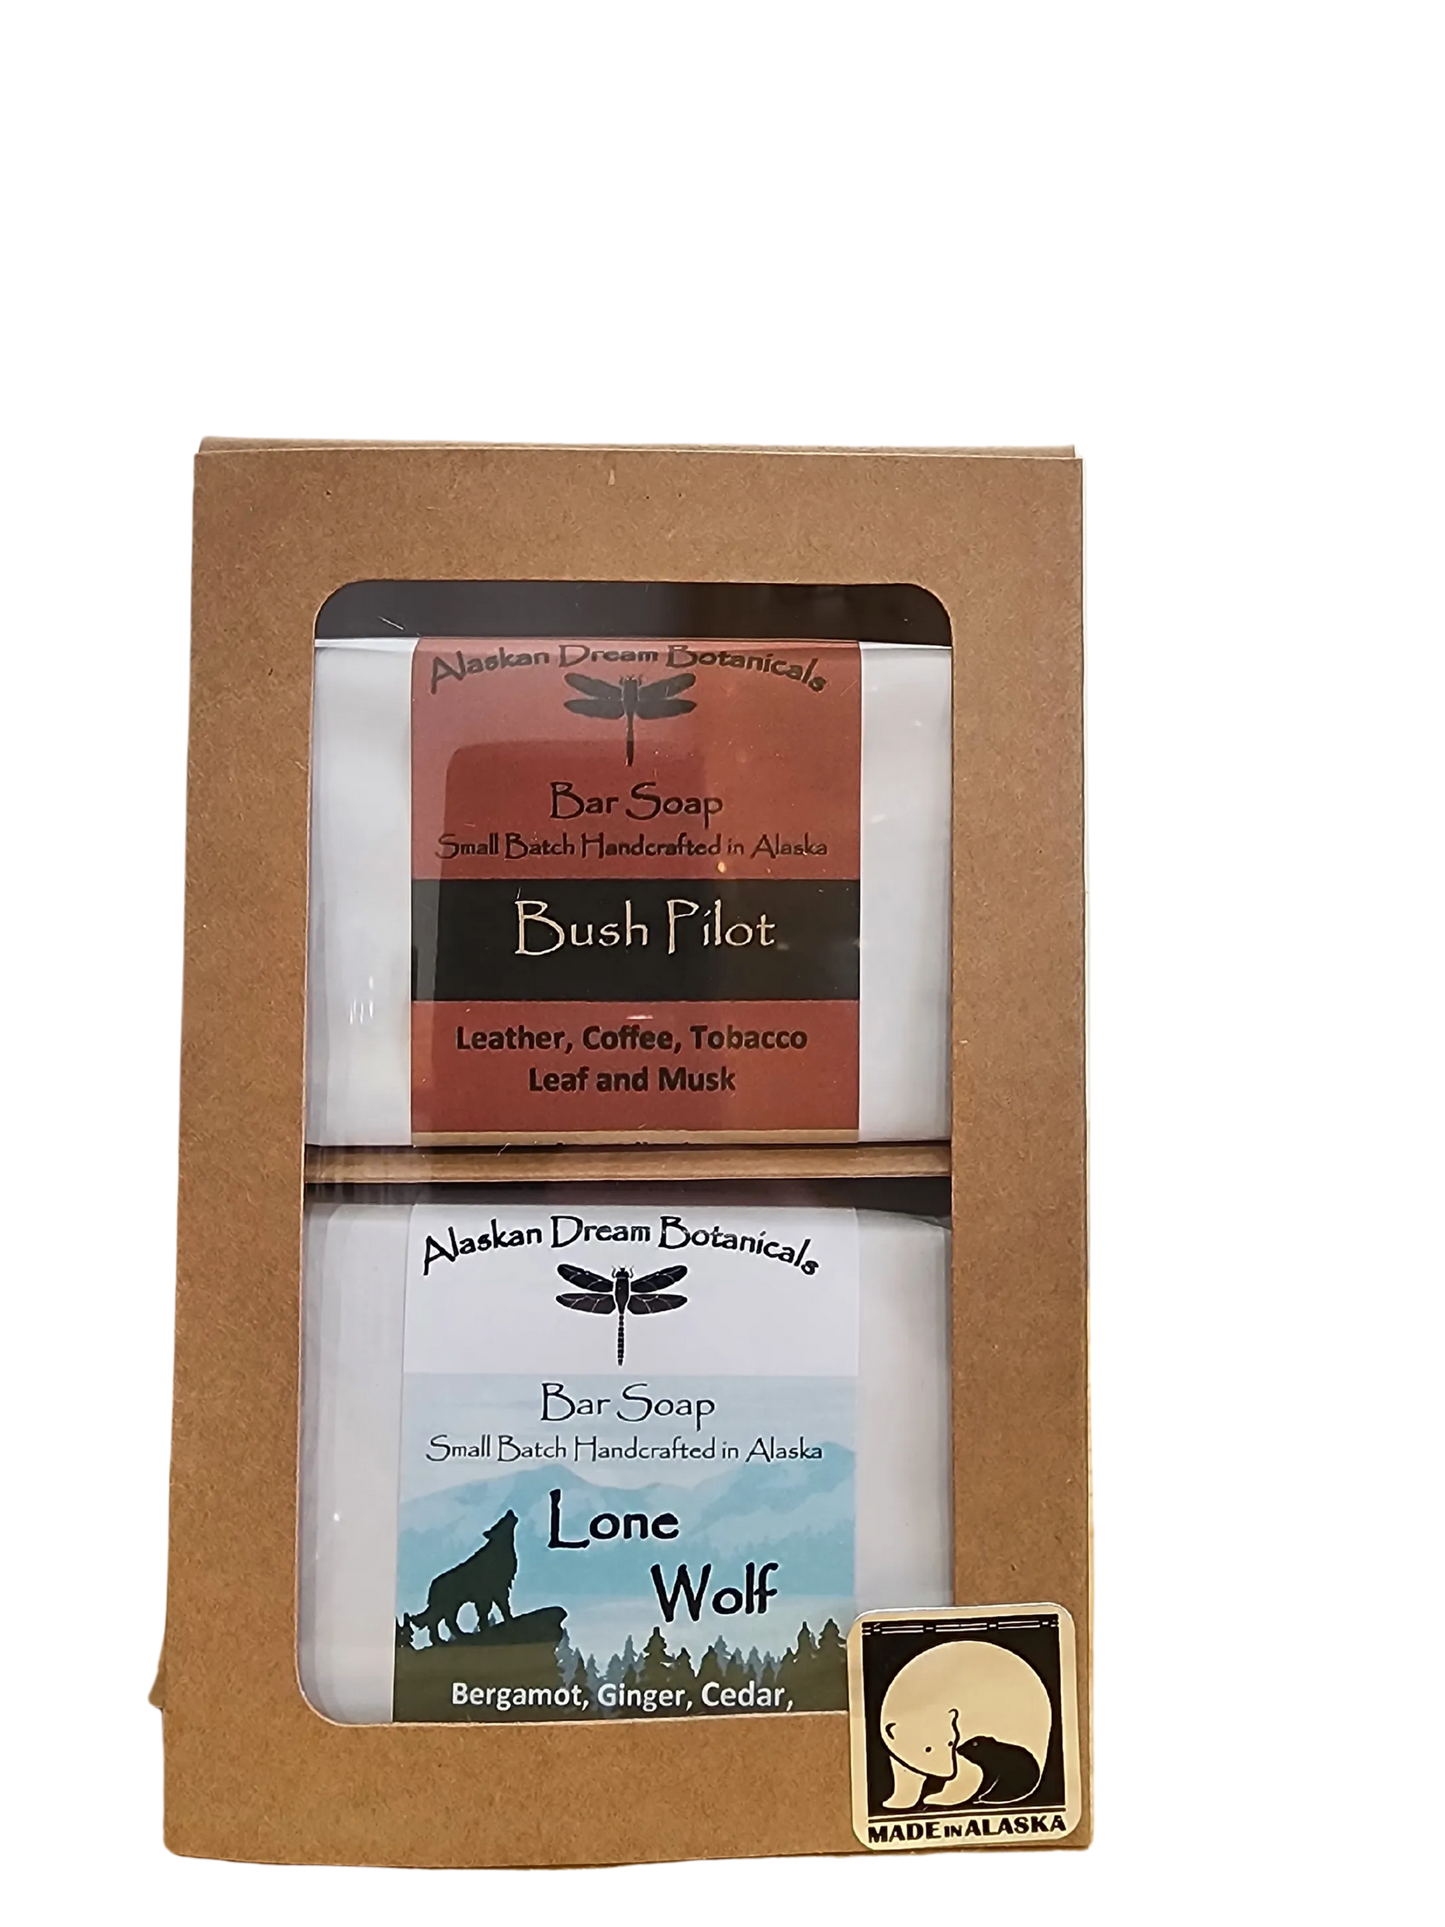 Alaskan Dream Botanicals
Bar Soap
Small Batch Handcrafted in Alaska
Bush Pilot
Leather, Coffee, Tobacco
Leaf and Musk
Alaskan Dream Botanicals
Bar Soap
Small Batch Handcrafted in Alaska
Lone
Wolf
Bergamot, Ginger, Cedar,
MADE IN ALASKA